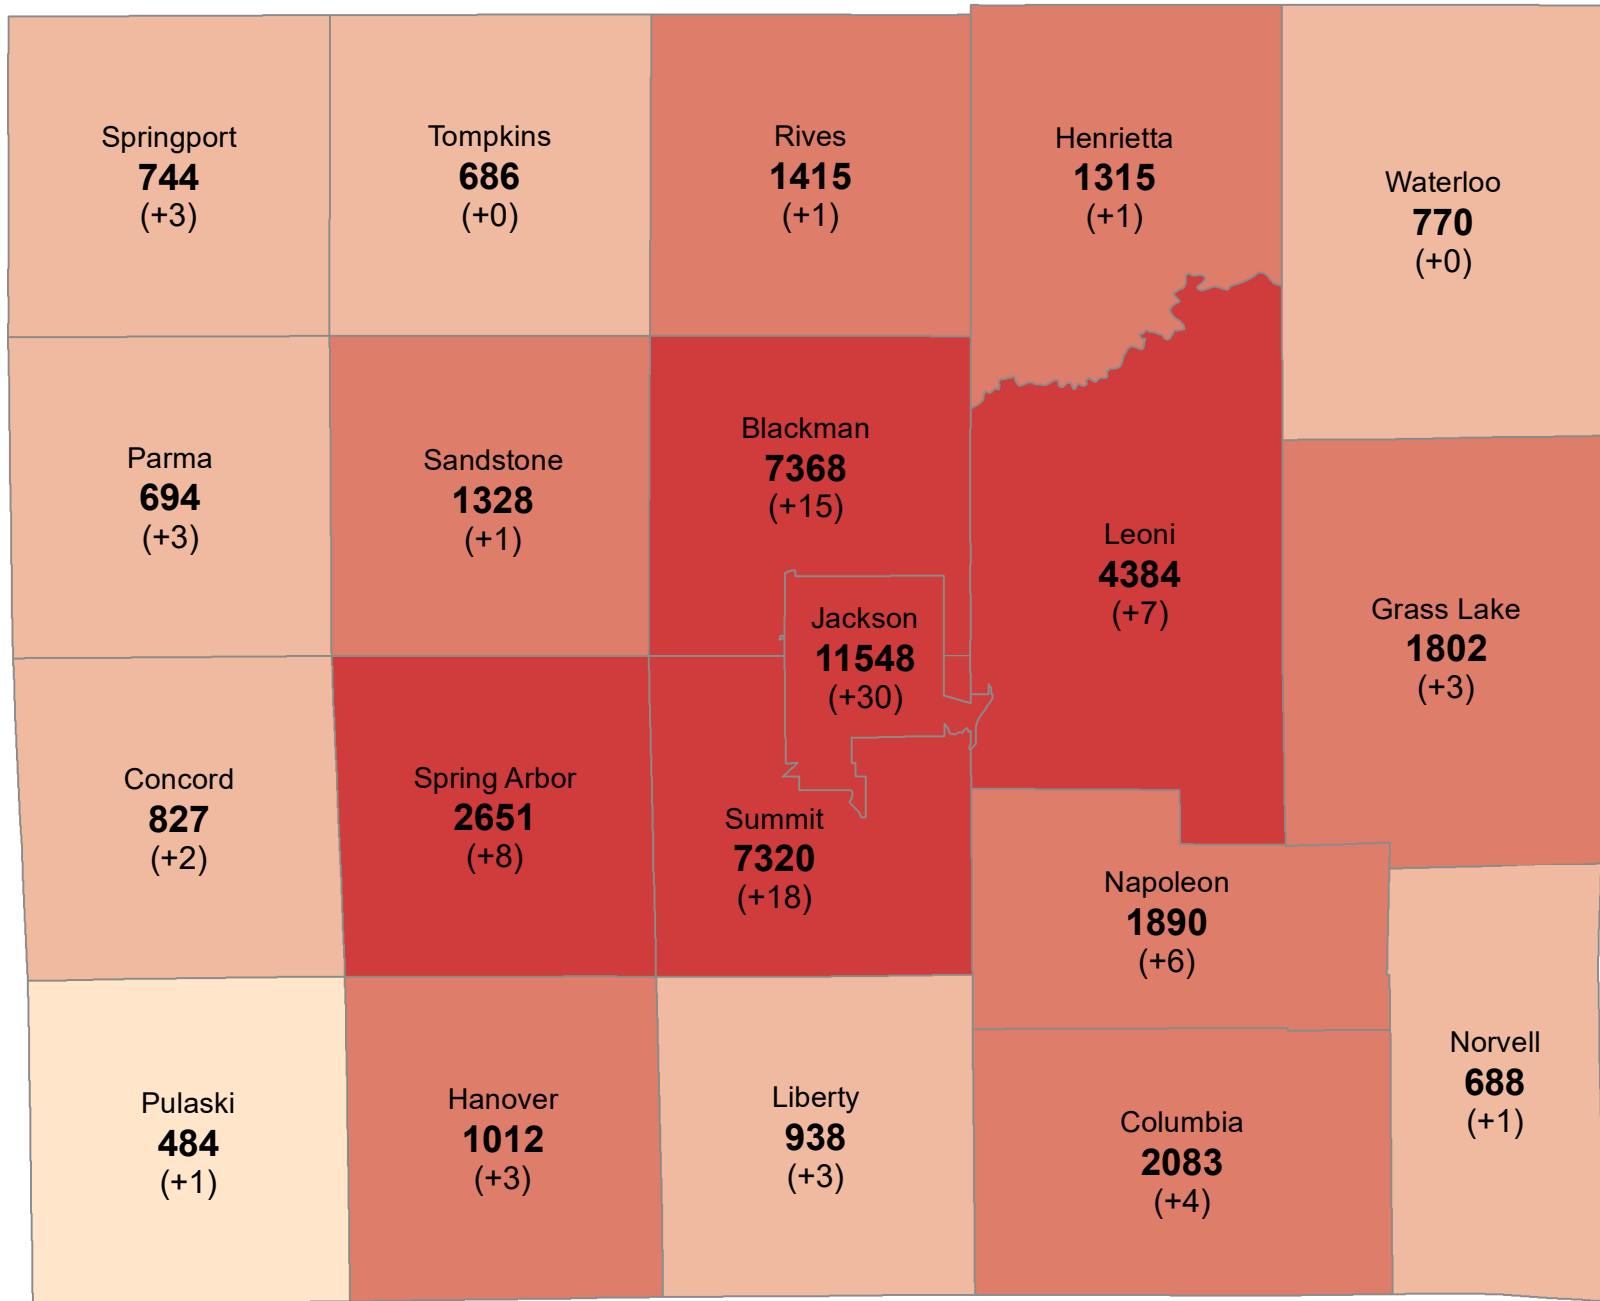 Springport
744
(+3)
Tompkins
686
(+0)
Rives
1415
(+1)
Henrietta
1315
(+1)
Waterloo
770
(+0)
Parma
694
(+3)
Sandstone
1328
(+1)
Blackman
7368
(+15)
Leoni
4384
(+7)
Jackson
11548
(+30)
Grass Lake
1802
(+3)
Concord
827
(+2)
Spring Arbor
2651
(+8)
Summit
7320
(+18)
Napoleon
1890
(+6)
Norvell
688
(+1)
Pulaski
484
(+1)
Hanover
1012
(+3)
Liberty
938
(+3)
Columbia
2083
(+4)